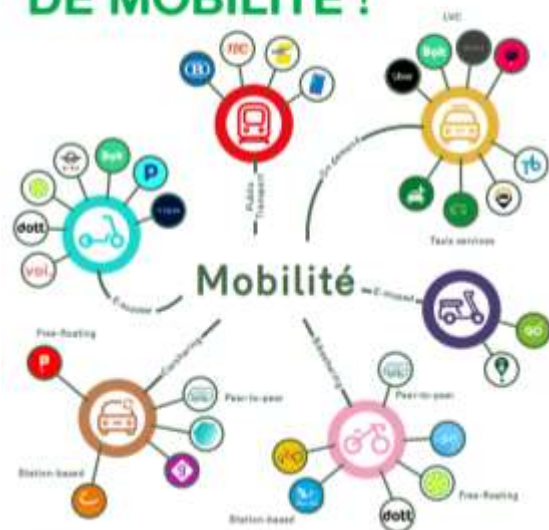 DE MOBILITÉ !
LVC
Bolt
Uber
On demand
Public
Transport
Taxis services
Bolt
P
dott
voi.
E-scooter
Mobilité
E-moped
GO
Free-floating
P
Carsharing
Bikesharing
Peer-to-peer
Peer-to-peer
Station-based
Free-floating
dott
Station-based